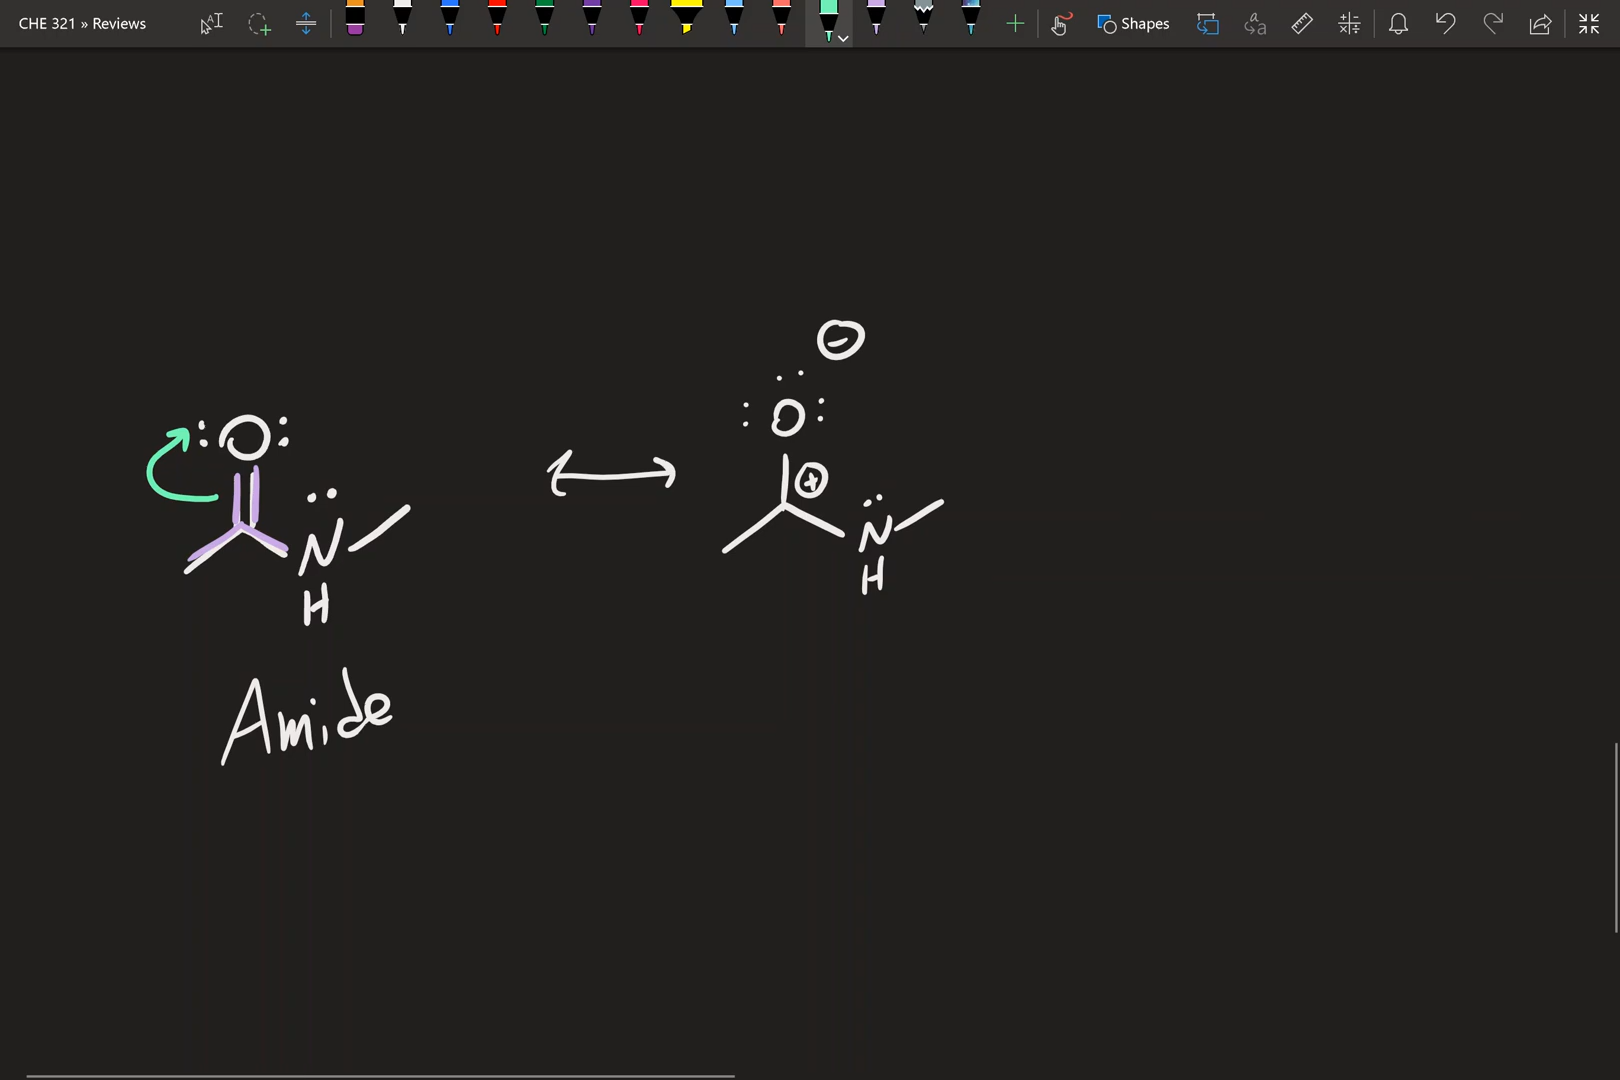 CHE 321 » Reviews
Shapes
⊖
:O:
:O:
⊕
N
N
H
H
Amide